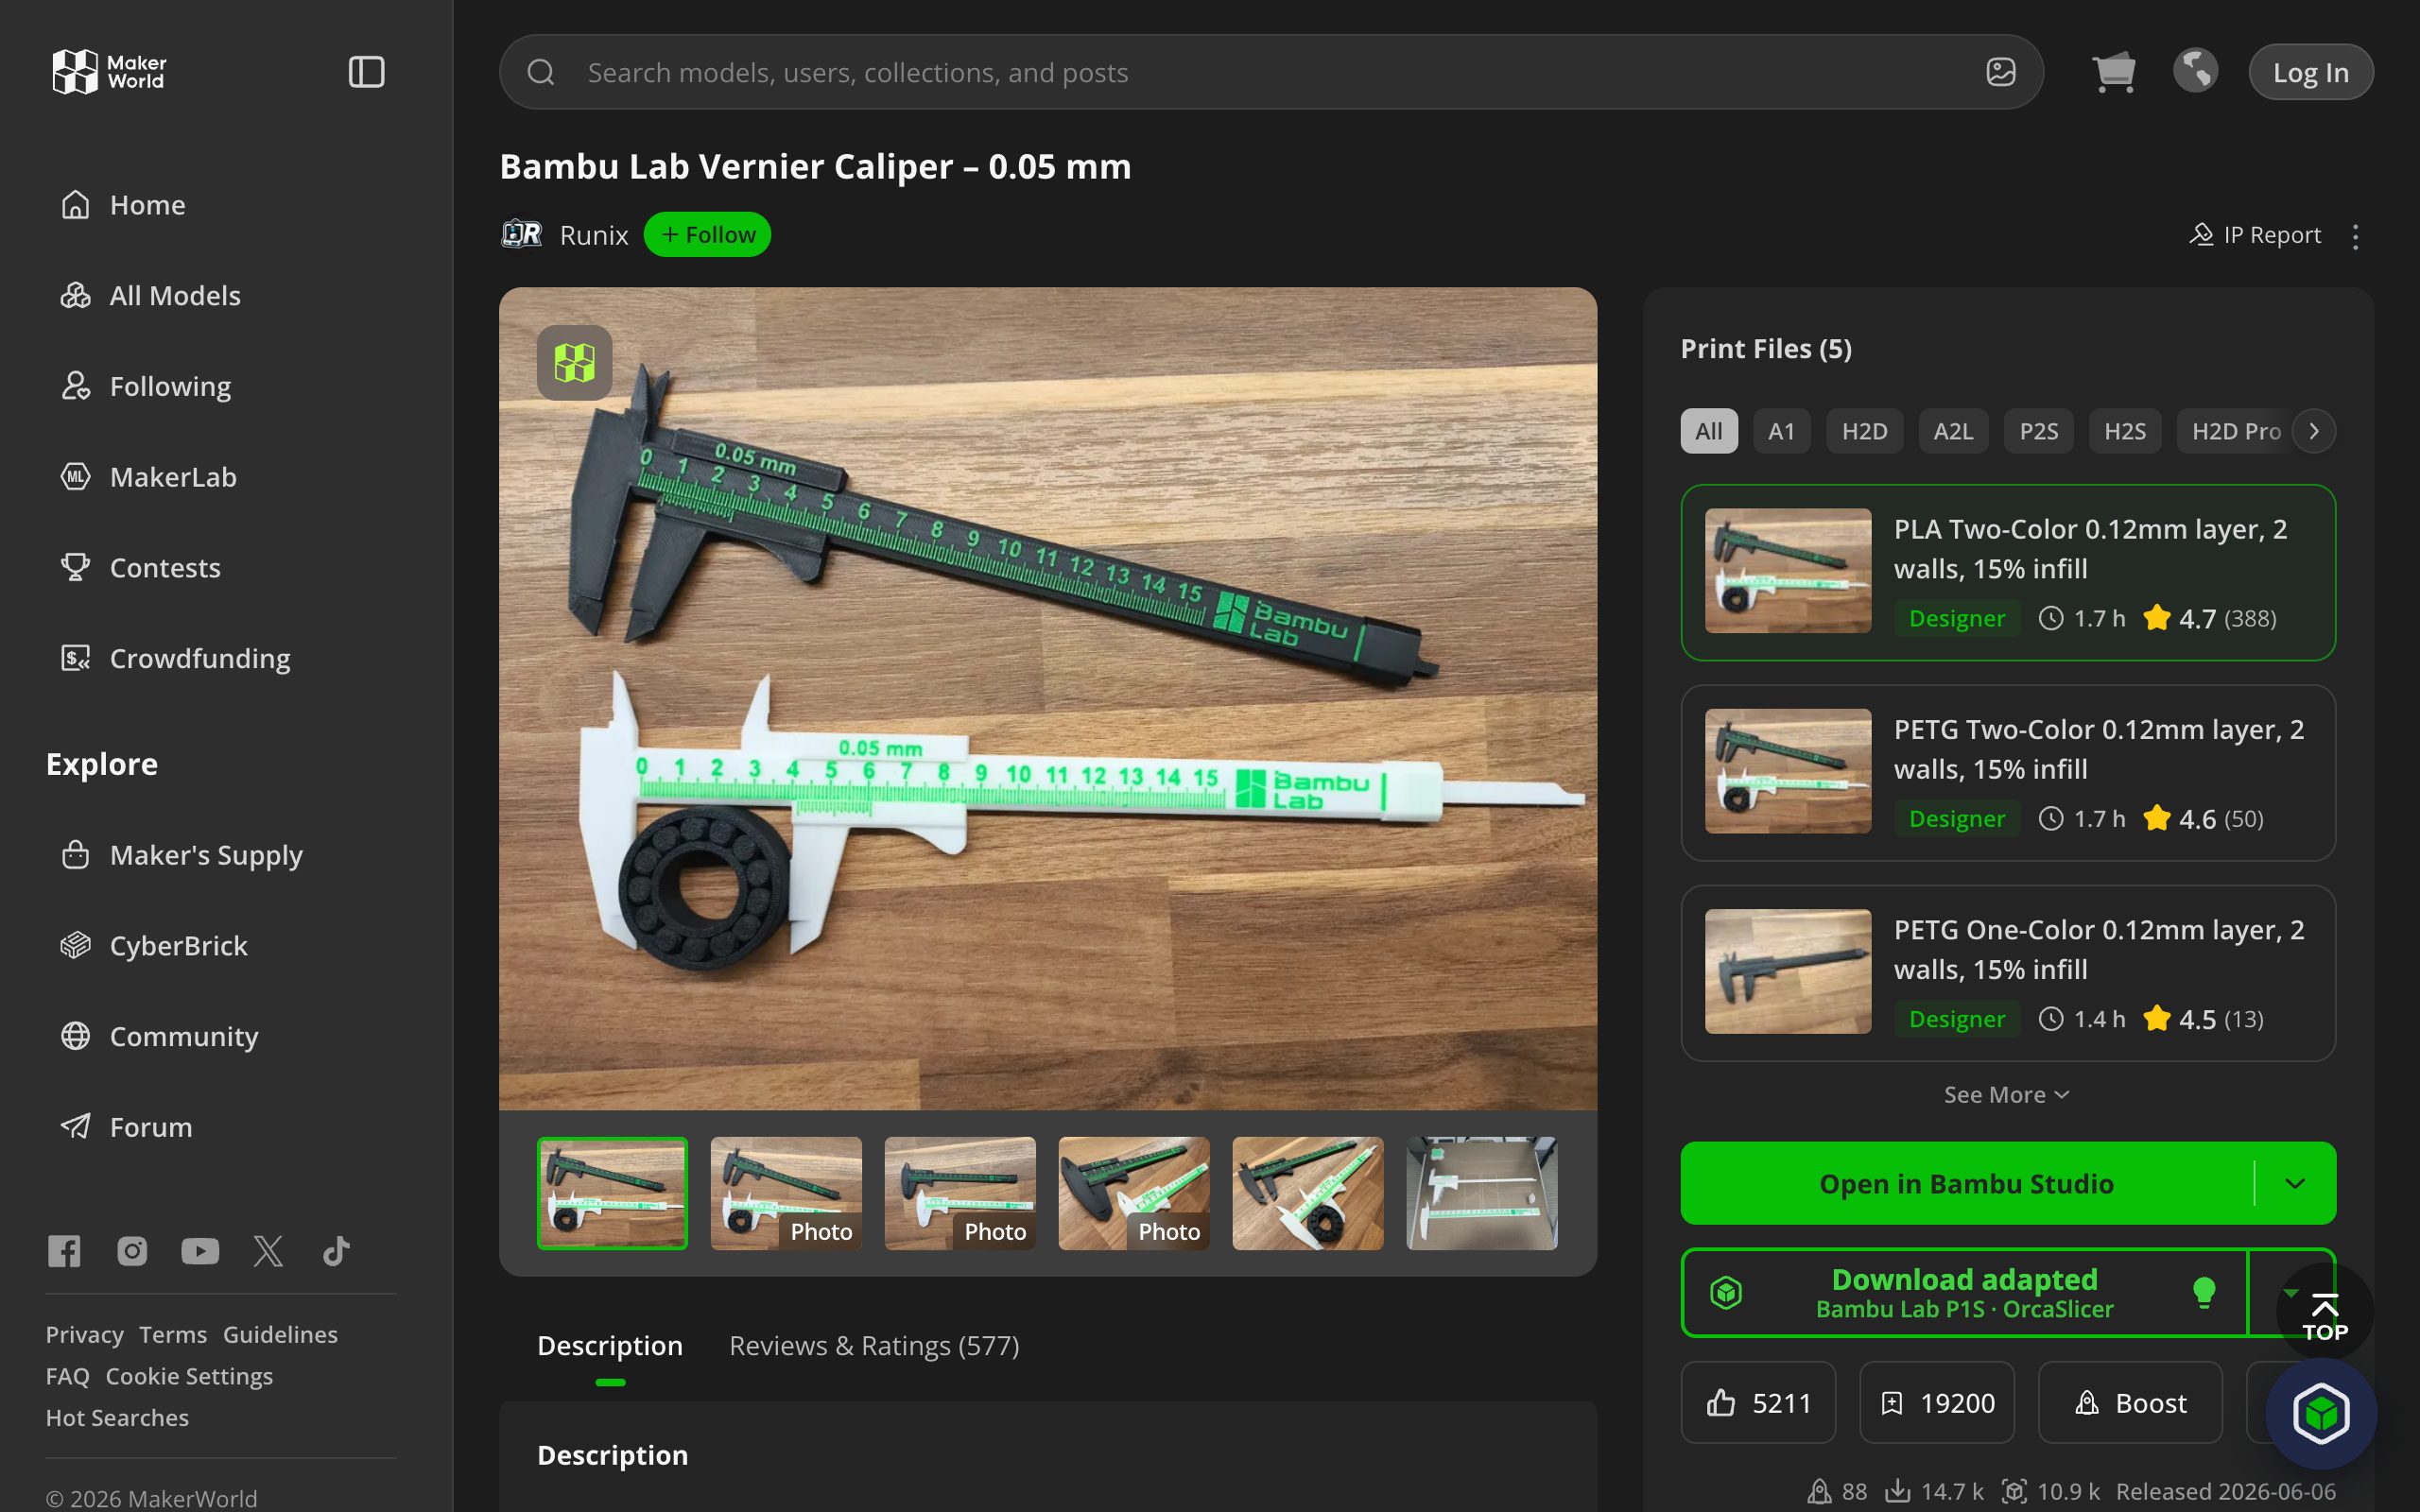 Maker
World
Search models, users, collections, and posts
Log In
Home
All Models
Following
MakerLab
Contests
Crowdfunding
Explore
Maker's Supply
CyberBrick
Community
Forum
Privacy Terms Guidelines
FAQ Cookie Settings
Hot Searches
© 2026 MakerWorld
Bambu Lab Vernier Caliper – 0.05 mm
Runix + Follow
IP Report
0.05 mm
0 1 2 3 4 5 6 7 8 9 10 11 12 13 14 15
Bambu
Lab
0.05 mm
0 1 2 3 4 5 6 7 8 9 10 11 12 13 14 15
Bambu
Lab
Photo
Photo
Photo
Description Reviews & Ratings (577)
Description
Print Files (5)
All A1 H2D A2L P2S H2S H2D Pro
PLA Two-Color 0.12mm layer, 2
walls, 15% infill
Designer 1.7 h 4.7 (388)
PETG Two-Color 0.12mm layer, 2
walls, 15% infill
Designer 1.7 h 4.6 (50)
PETG One-Color 0.12mm layer, 2
walls, 15% infill
Designer 1.4 h 4.5 (13)
See More
Open in Bambu Studio
Download adapted
Bambu Lab P1S · OrcaSlicer
TOP
5211 19200 Boost
88 14.7 k 10.9 k Released 2026-06-06